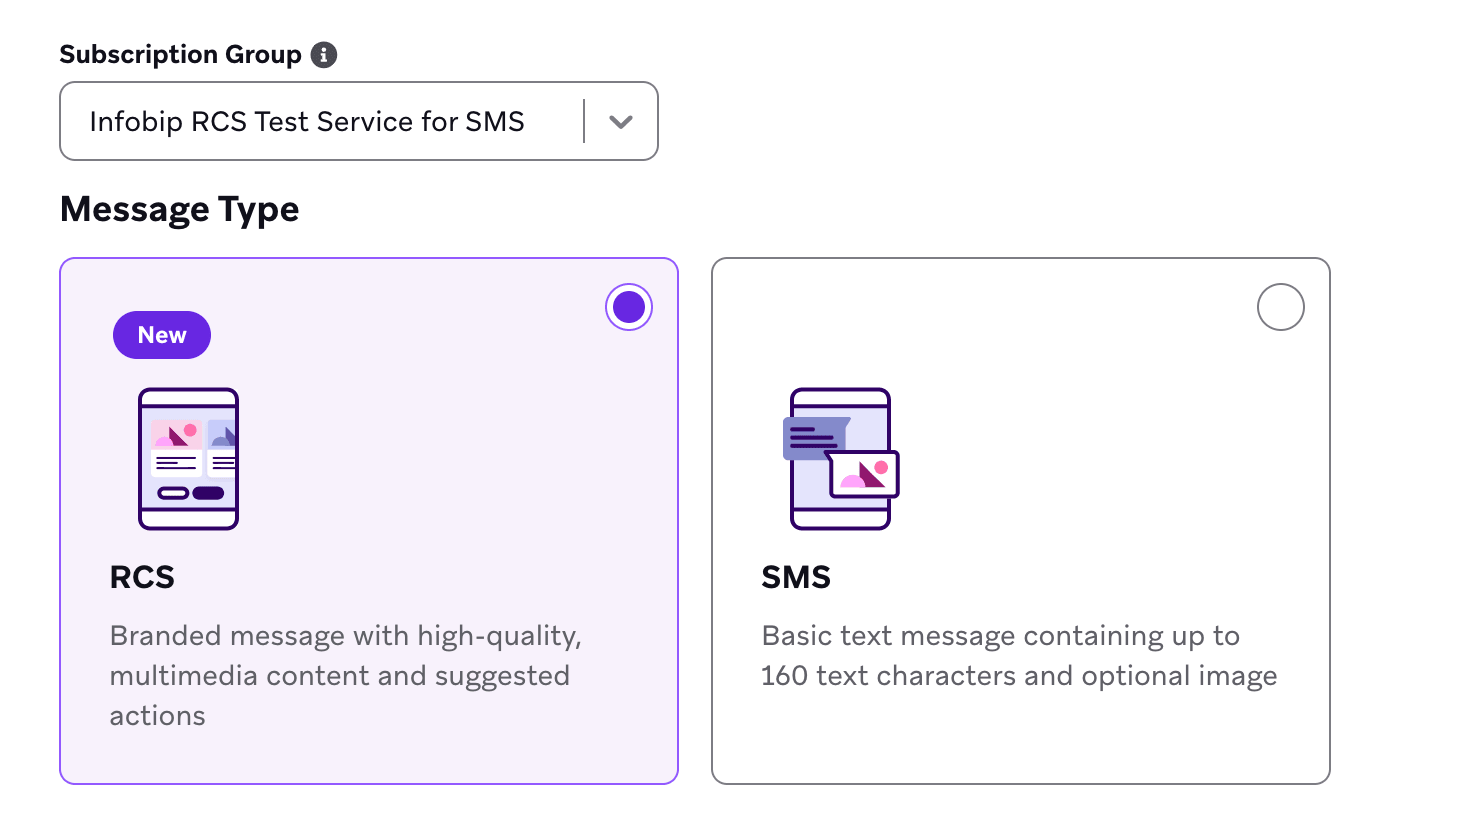 Subscription Group
Infobip RCS Test Service for SMS
Message Type
New
RCS
Branded message with high-quality,
multimedia content and suggested
actions
SMS
Basic text message containing up to
160 text characters and optional image